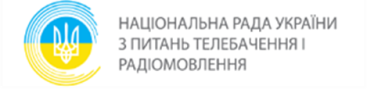 НАЦІОНАЛЬНА РАДА УКРАЇНИ
З ПИТАНЬ ТЕЛЕБАЧЕННЯ І
РАДІОМОВЛЕННЯ